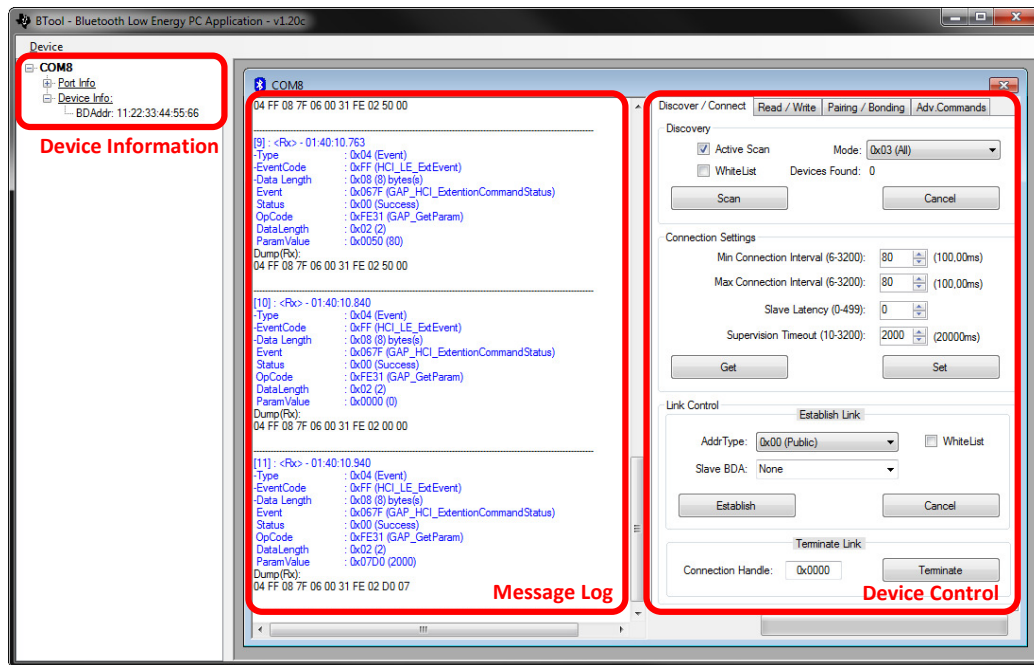 BTool - Bluetooth Low Energy PC Application - v1.20c
Device
COM8
Port Info
Device Info:
BDAddr: 11:22:33:44:55:66
Device Information
COM8
04 FF 08 7F 06 00 31 FE 02 50 00
[9] : <Rx> - 01:40:10.763
-Type : 0x04 (Event)
-EventCode : 0xFF (HCI_LE_ExtEvent)
-Data Length : 0x08 (8) bytes(s)
Event : 0x067F (GAP_HCI_ExtentionCommandStatus)
Status : 0x00 (Success)
OpCode : 0xFE31 (GAP_GetParam)
DataLength : 0x02 (2)
ParamValue : 0x0050 (80)
Dump(Rx):
04 FF 08 7F 06 00 31 FE 02 50 00
[10] : <Rx> - 01:40:10.840
-Type : 0x04 (Event)
-EventCode : 0xFF (HCI_LE_ExtEvent)
-Data Length : 0x08 (8) bytes(s)
Event : 0x067F (GAP_HCI_ExtentionCommandStatus)
Status : 0x00 (Success)
OpCode : 0xFE31 (GAP_GetParam)
DataLength : 0x02 (2)
ParamValue : 0x0000 (0)
Dump(Rx):
04 FF 08 7F 06 00 31 FE 02 00 00
[11] : <Rx> - 01:40:10.940
-Type : 0x04 (Event)
-EventCode : 0xFF (HCI_LE_ExtEvent)
-Data Length : 0x08 (8) bytes(s)
Event : 0x067F (GAP_HCI_ExtentionCommandStatus)
Status : 0x00 (Success)
OpCode : 0xFE31 (GAP_GetParam)
DataLength : 0x02 (2)
ParamValue : 0x07D0 (2000)
Dump(Rx):
04 FF 08 7F 06 00 31 FE 02 D0 07
Message Log
Discover / Connect Read / Write Pairing / Bonding Adv.Commands
Discovery
Active Scan Mode: 0x03 (All)
WhiteList Devices Found: 0
Scan Cancel
Connection Settings
Min Connection Interval (6-3200): 80 (100,00ms)
Max Connection Interval (6-3200): 80 (100,00ms)
Slave Latency (0-499): 0
Supervision Timeout (10-3200): 2000 (20000ms)
Get Set
Link Control
Establish Link
AddrType: 0x00 (Public) WhiteList
Slave BDA: None
Establish Cancel
Terminate Link
Connection Handle: 0x0000 Terminate
Device Control